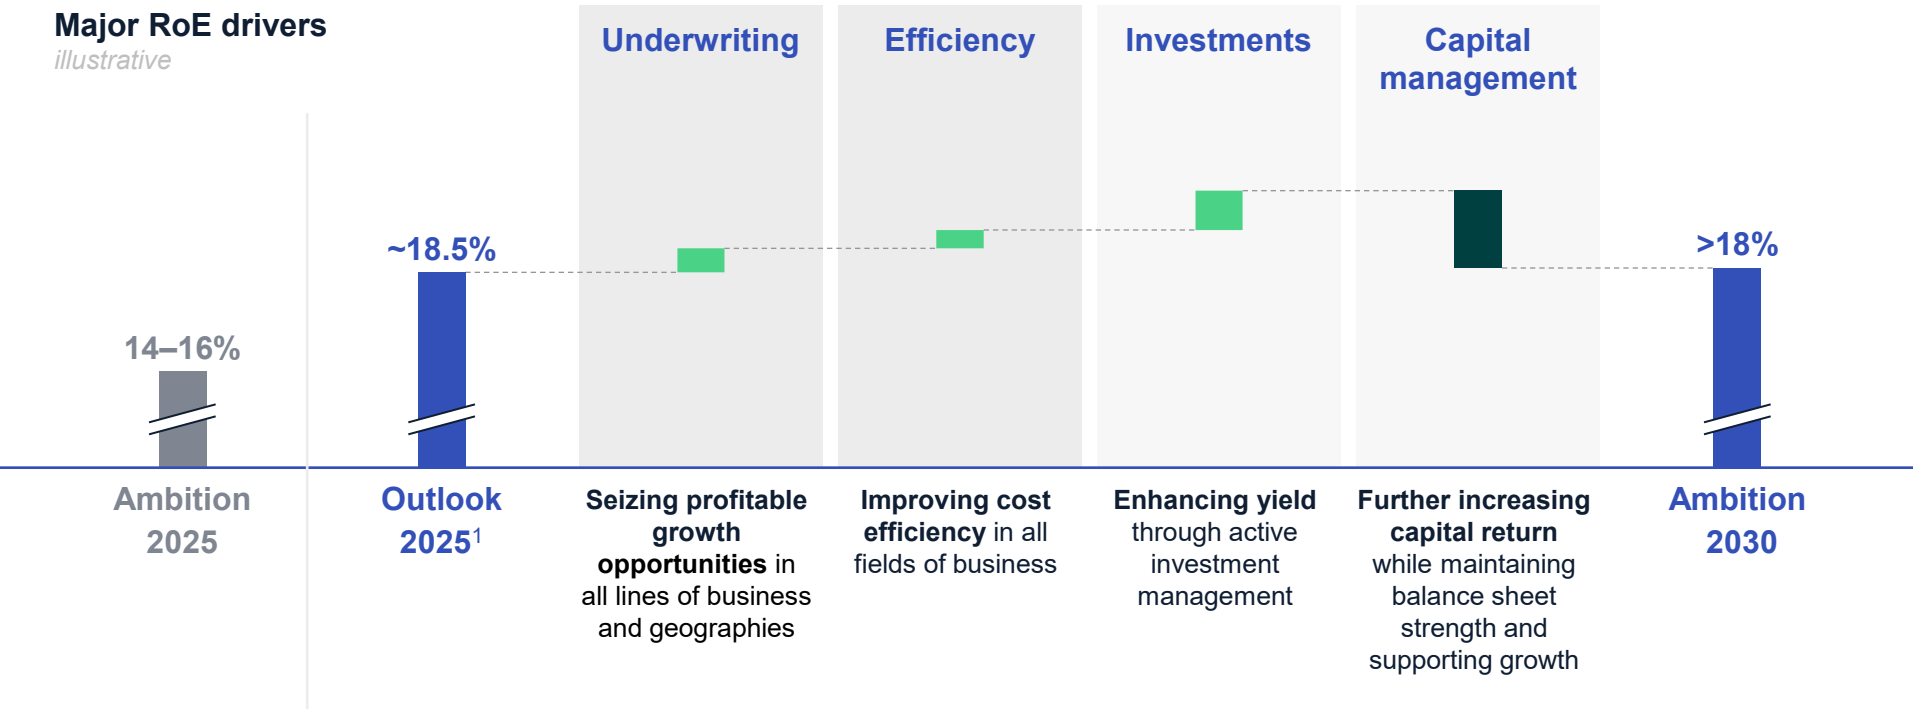 Major RoE drivers
illustrative
Underwriting
Efficiency
Investments
Capital
management
14–16%
~18.5%
>18%
Ambition
2025
Outlook
2025¹
Seizing profitable
growth
opportunities in
all lines of business
and geographies
Improving cost
efficiency in all
fields of business
Enhancing yield
through active
investment
management
Further increasing
capital return
while maintaining
balance sheet
strength and
supporting growth
Ambition
2030